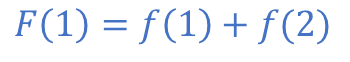 F(1) = f(1) + f(2)